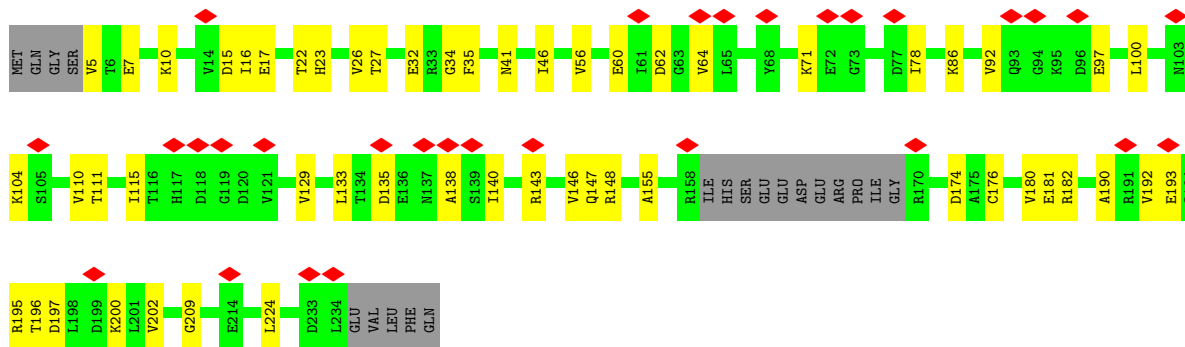 MET GLN GLY SER V5 T6 E7 K10 V14 D15 I16 E17 T22 H23 V26 T27 E32 R33 G34 F35 N41 I46 V56 E60 I61 D62 G63 V64 L65 Y68 K71 E72 G73 D77 I78 K86 V92 Q93 G94 K95 D96 E97 L100 N103
K104 S105 V110 T111 I115 T116 H117 D118 G119 D120 V121 V129 L133 T134 D135 E136 N137 A138 S139 I140 R143 V146 Q147 R148 A155 R158 ILE HIS SER GLU GLU ASP GLU ARG PRO ILE GLY R170 D174 A175 C176 V180 E181 R182 A190 R191 V192 E193
R195 T196 D197 L198 D199 K200 L201 V202 G209 E214 L224 D233 L234 GLU VAL LEU PHE GLN